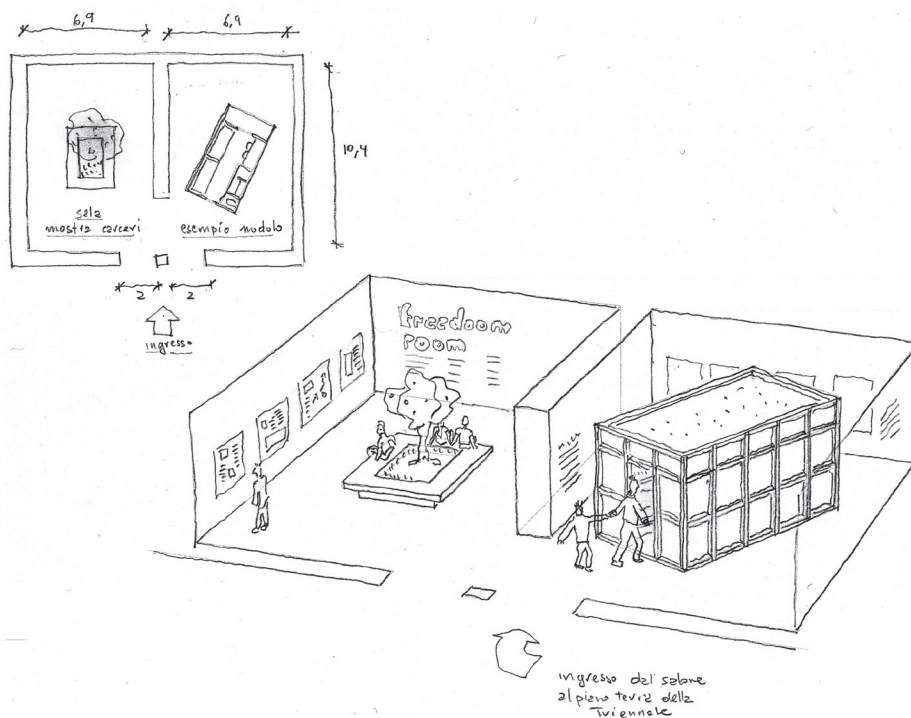 6,9
6,9
10,4
sala
mostra carceri
esempio modulo
2
2
ingresso
freedoom
room
ingresso dal salone
al piano terra della
Triennale